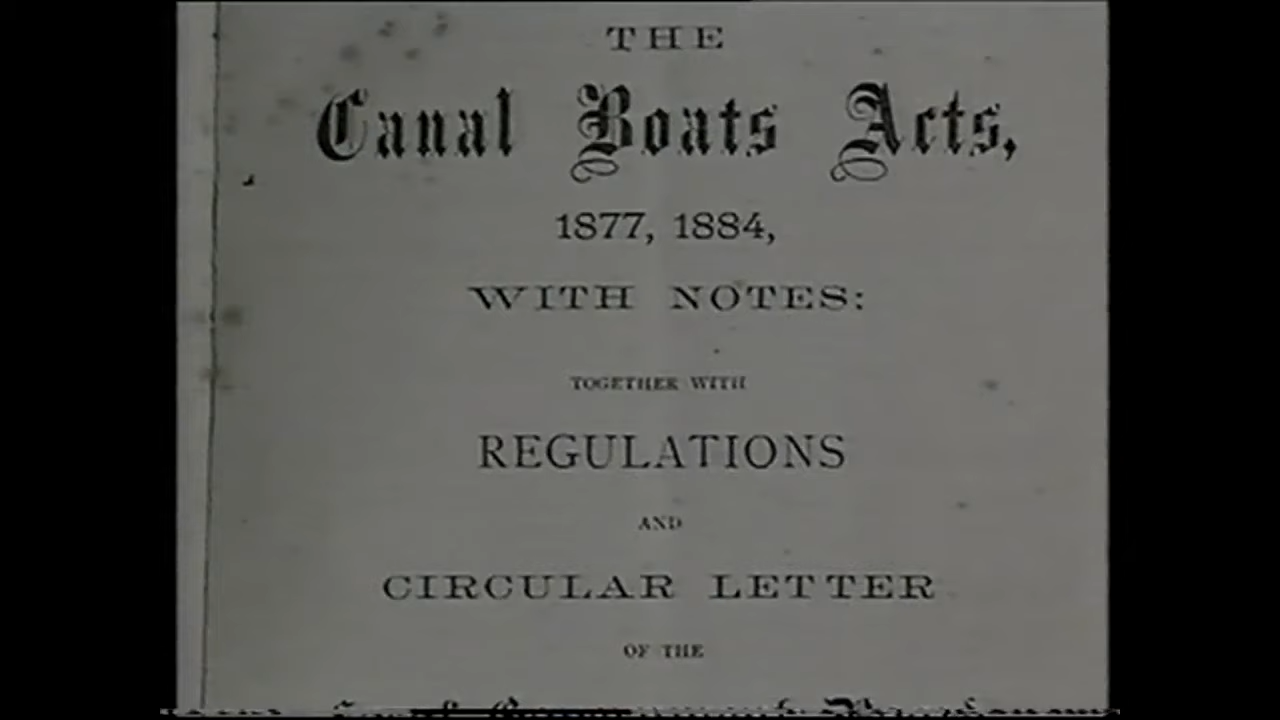 THE
Canal Boats Acts,
1877, 1884,
WITH NOTES:
TOGETHER WITH
REGULATIONS
AND
CIRCULAR LETTER
OF THE